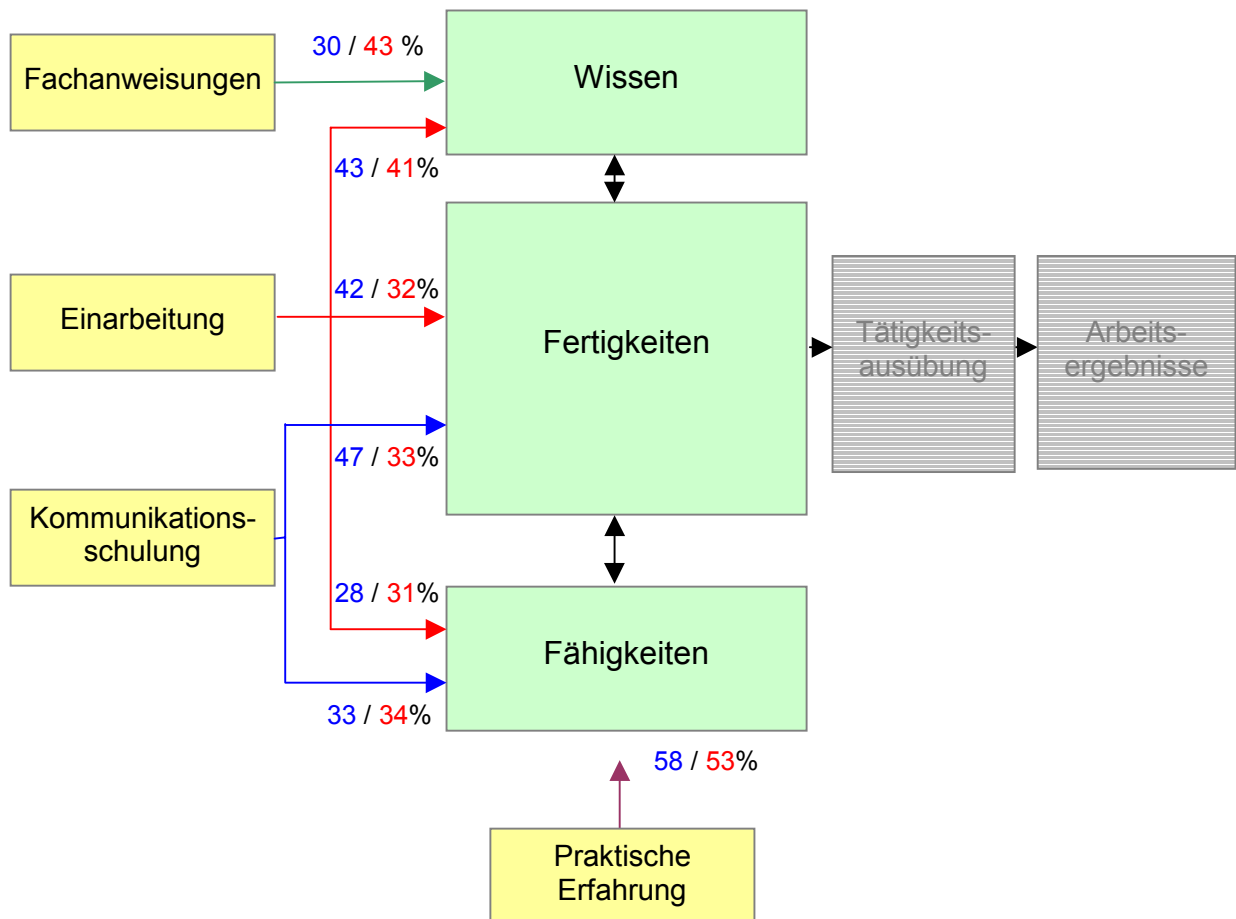 30 / 43 %
Fachanweisungen
Wissen
43 / 41%
Einarbeitung
42 / 32%
Fertigkeiten
Tätigkeits-
ausübung
Arbeits-
ergebnisse
47 / 33%
Kommunikations-
schulung
28 / 31%
Fähigkeiten
33 / 34%
58 / 53%
Praktische
Erfahrung